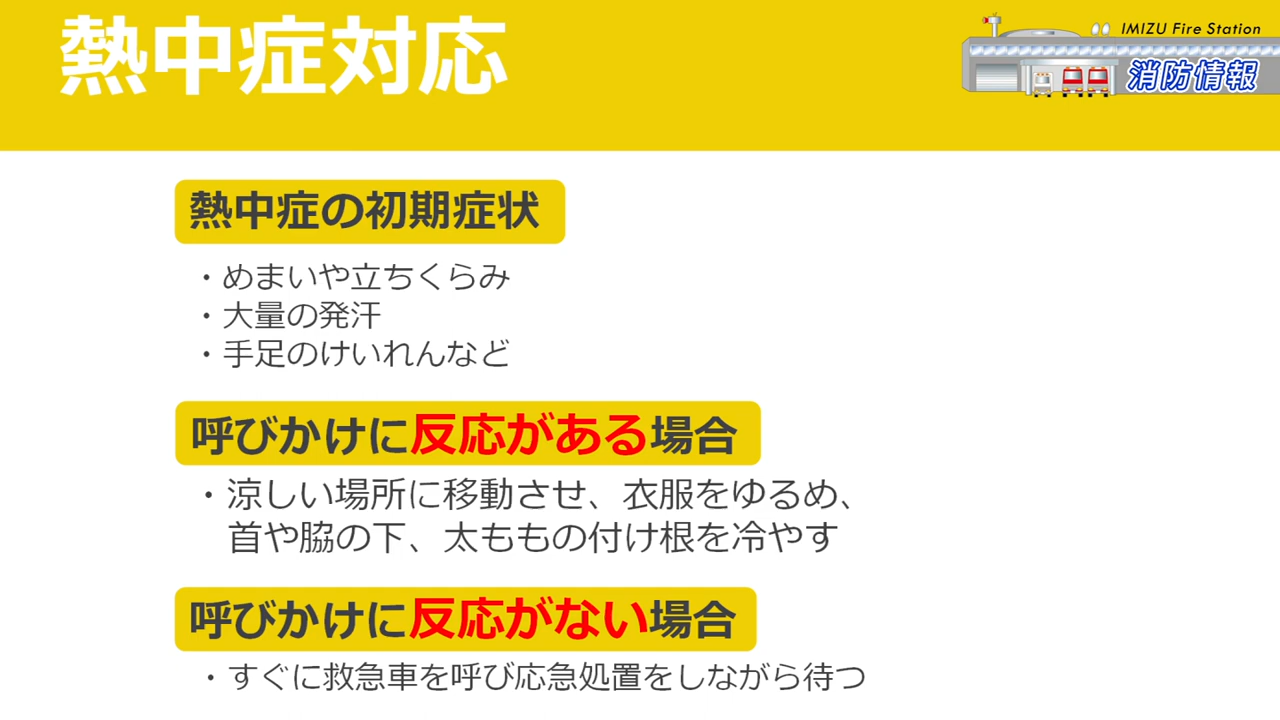 熱中症対応
IMIZU Fire Station
消防情報
熱中症の初期症状
・めまいや立ちくらみ
・大量の発汗
・手足のけいれんなど
呼びかけに反応がある場合
・涼しい場所に移動させ、衣服をゆるめ、
首や脇の下、太ももの付け根を冷やす
呼びかけに反応がない場合
・すぐに救急車を呼び応急処置をしながら待つ